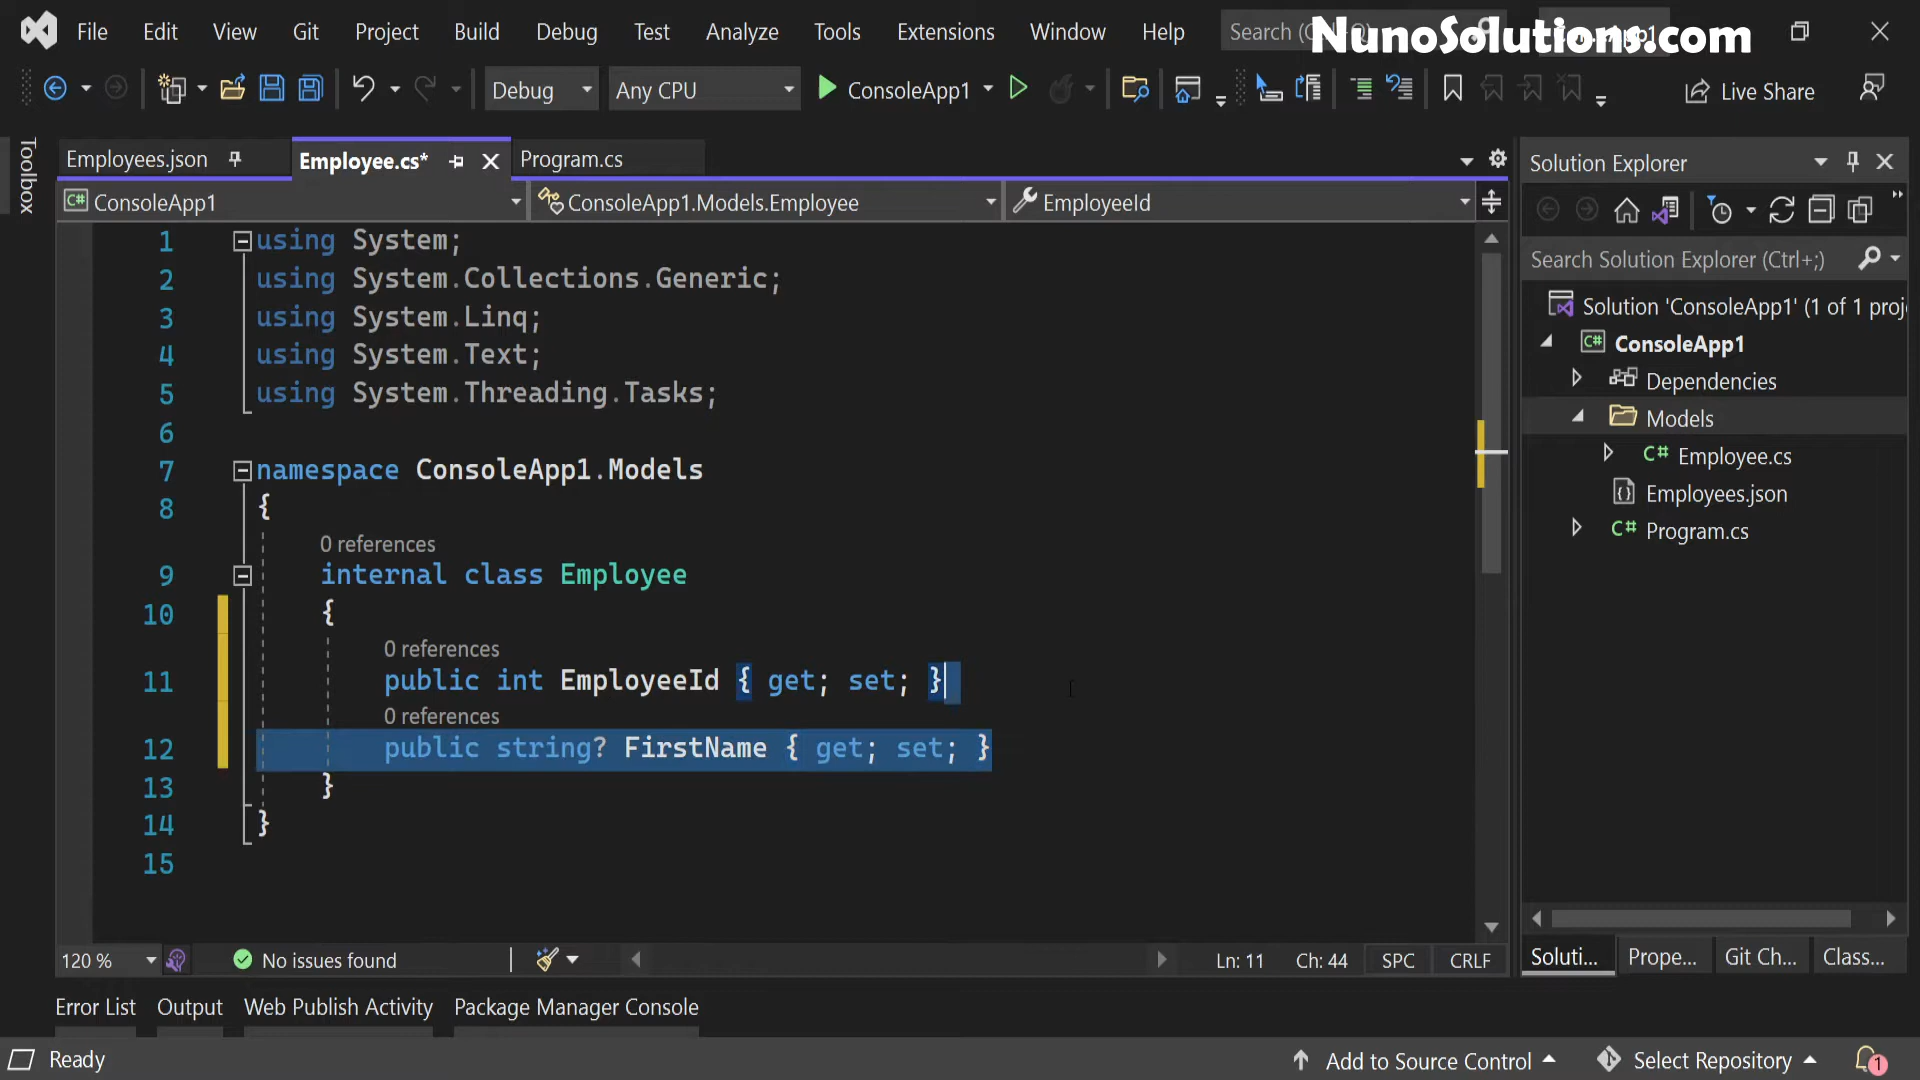 File Edit View Git Project Build Debug Test Analyze Tools Extensions Window Help Search (
NunoSolutions.com
Debug Any CPU ConsoleApp1 Live Share
Toolbox
Employees.json Employee.cs* Program.cs
ConsoleApp1 ConsoleApp1.Models.Employee EmployeeId
1 using System;
2 using System.Collections.Generic;
3 using System.Linq;
4 using System.Text;
5 using System.Threading.Tasks;
6
7 namespace ConsoleApp1.Models
8 {
0 references
9 internal class Employee
10 {
0 references
11 public int EmployeeId { get; set; }
0 references
12 public string? FirstName { get; set; }
13 }
14 }
15
120 % No issues found Ln: 11 Ch: 44 SPC CRLF
Solution Explorer
Search Solution Explorer (Ctrl+;)
Solution 'ConsoleApp1' (1 of 1 proj
C# ConsoleApp1
Dependencies
Models
C# Employee.cs
Employees.json
C# Program.cs
Soluti... Prope... Git Ch... Class...
Error List Output Web Publish Activity Package Manager Console
Ready Add to Source Control Select Repository 1